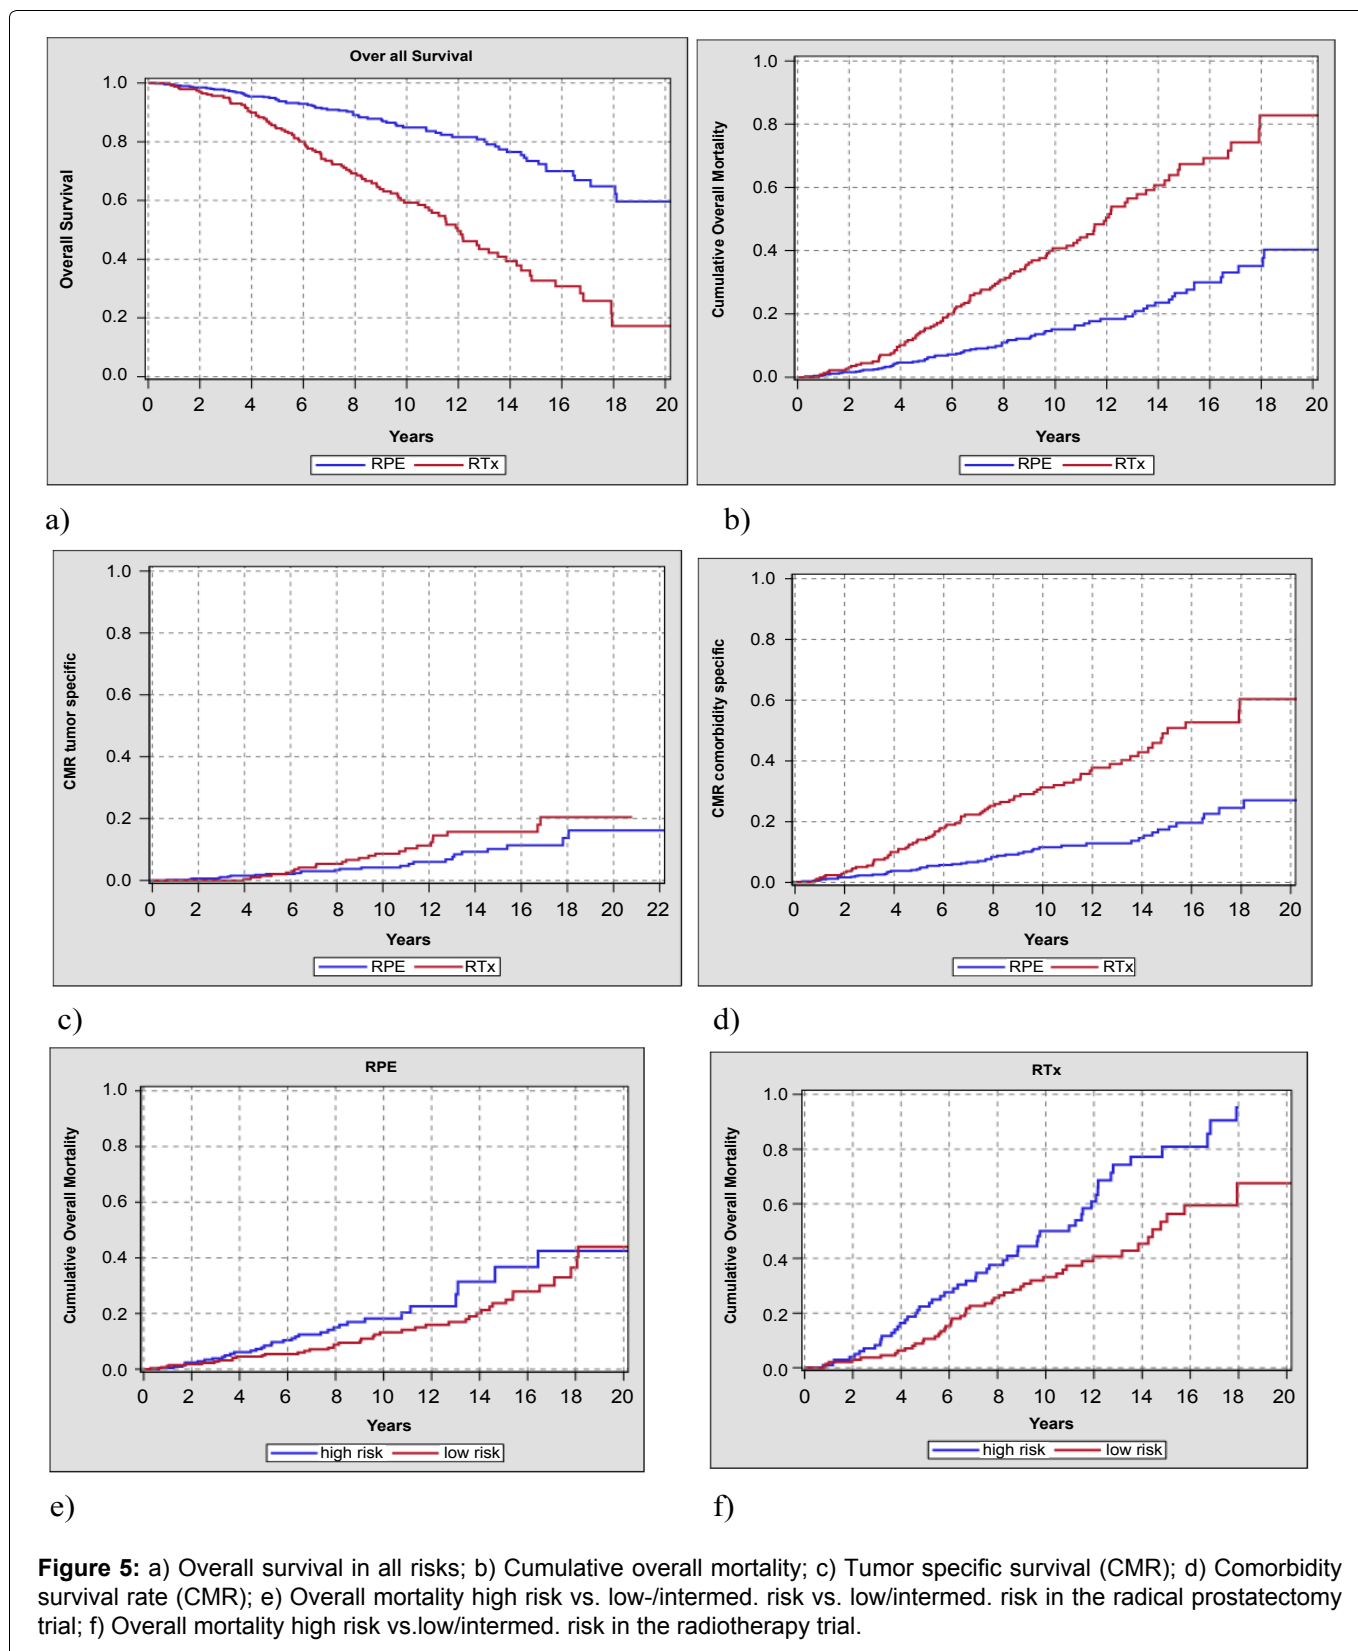 Over all Survival
Overall Survival
1.0
0.8
0.6
0.4
0.2
0.0
0 2 4 6 8 10 12 14 16 18 20
Years
RPE RTx
a)
Cumulative Overall Mortality
1.0
0.8
0.6
0.4
0.2
0.0
0 2 4 6 8 10 12 14 16 18 20
Years
RPE RTx
b)
CMR tumor specific
1.0
0.8
0.6
0.4
0.2
0.0
0 2 4 6 8 10 12 14 16 18 20 22
Years
RPE RTx
c)
CMR comorbidity specific
1.0
0.8
0.6
0.4
0.2
0.0
0 2 4 6 8 10 12 14 16 18 20
Years
RPE RTx
d)
RPE
Cumulative Overall Mortality
1.0
0.8
0.6
0.4
0.2
0.0
0 2 4 6 8 10 12 14 16 18 20
Years
high risk low risk
e)
RTx
Cumulative Overall Mortality
1.0
0.8
0.6
0.4
0.2
0.0
0 2 4 6 8 10 12 14 16 18 20
Years
high risk low risk
f)
Figure 5: a) Overall survival in all risks; b) Cumulative overall mortality; c) Tumor specific survival (CMR); d) Comorbidity
survival rate (CMR); e) Overall mortality high risk vs. low-/intermed. risk vs. low/intermed. risk in the radical prostatectomy
trial; f) Overall mortality high risk vs.low/intermed. risk in the radiotherapy trial.